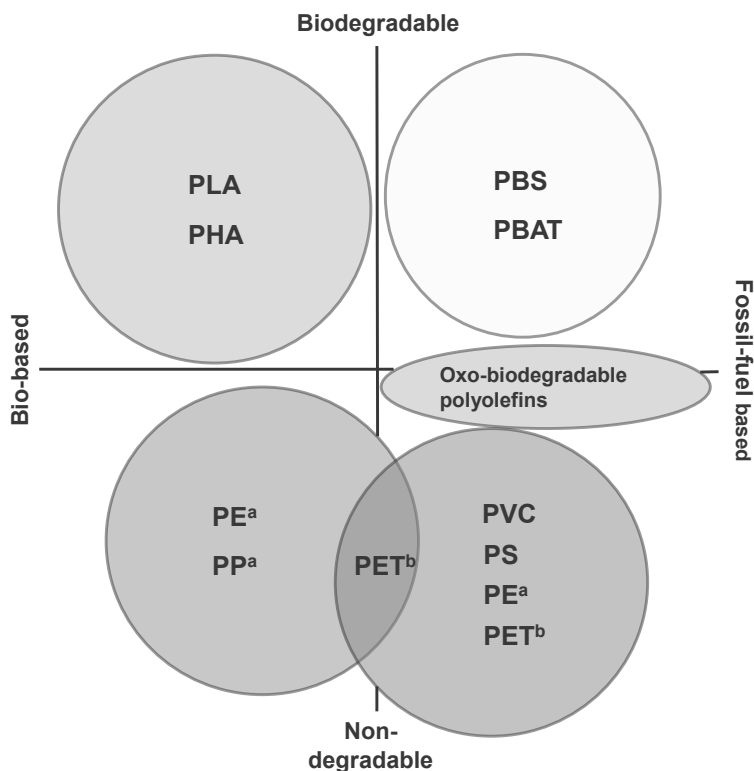 Biodegradable
PLA
PHA
PBS
PBAT
Bio-based
Fossil-fuel based
Oxo-biodegradable
polyolefins
PEᵃ
PPᵃ
PETᵇ
PVC
PS
PEᵃ
PETᵇ
Non-
degradable